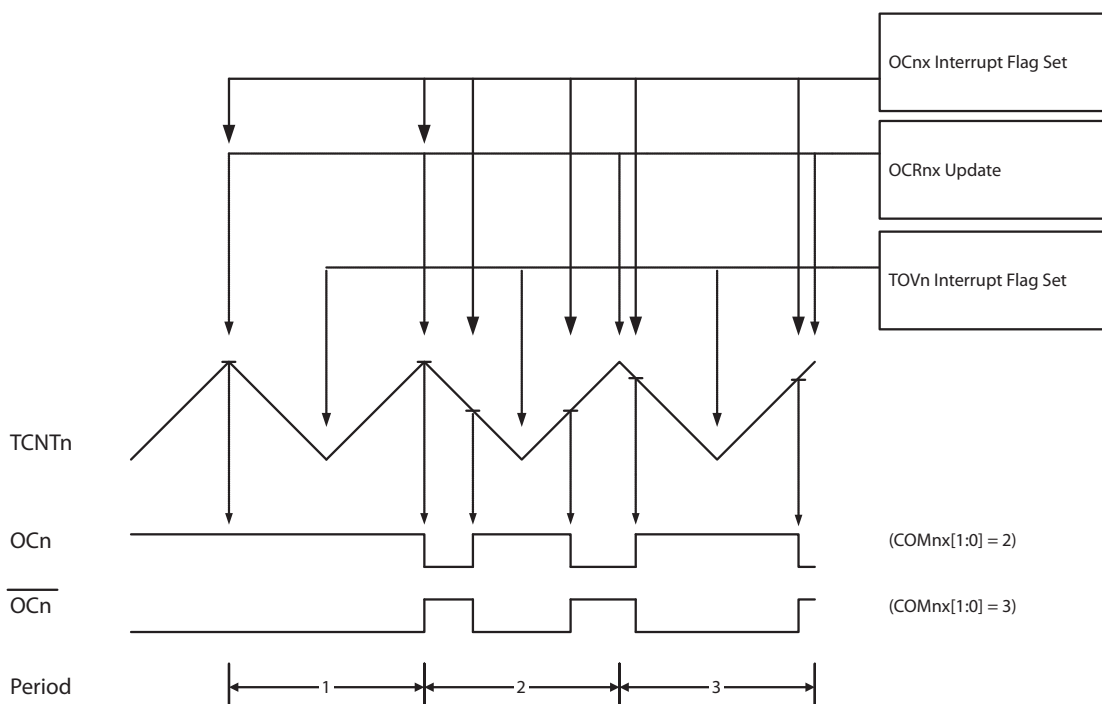 OCnx Interrupt Flag Set
OCRnx Update
TOVn Interrupt Flag Set
TCNTn
OCn
(COMnx[1:0] = 2)
OCn
(COMnx[1:0] = 3)
Period
1
2
3